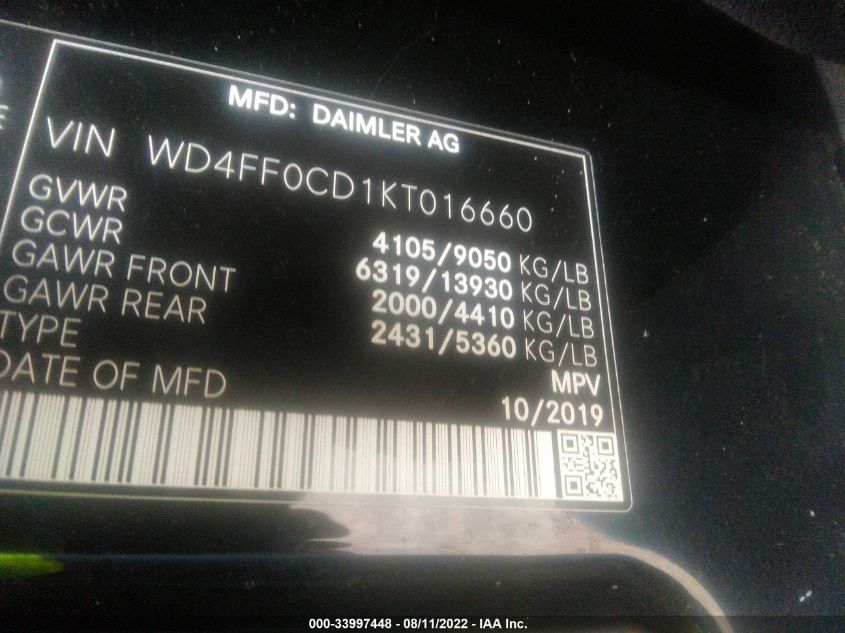 MFD: DAIMLER AG
VIN WD4FF0CD1KT016660
GVWR 4105/9050 KG/LB
GCWR 6319/13930 KG/LB
GAWR FRONT 2000/4410 KG/LB
GAWR REAR 2431/5360 KG/LB
TYPE MPV
DATE OF MFD 10/2019
000-33997448 - 08/11/2022 - IAA Inc.